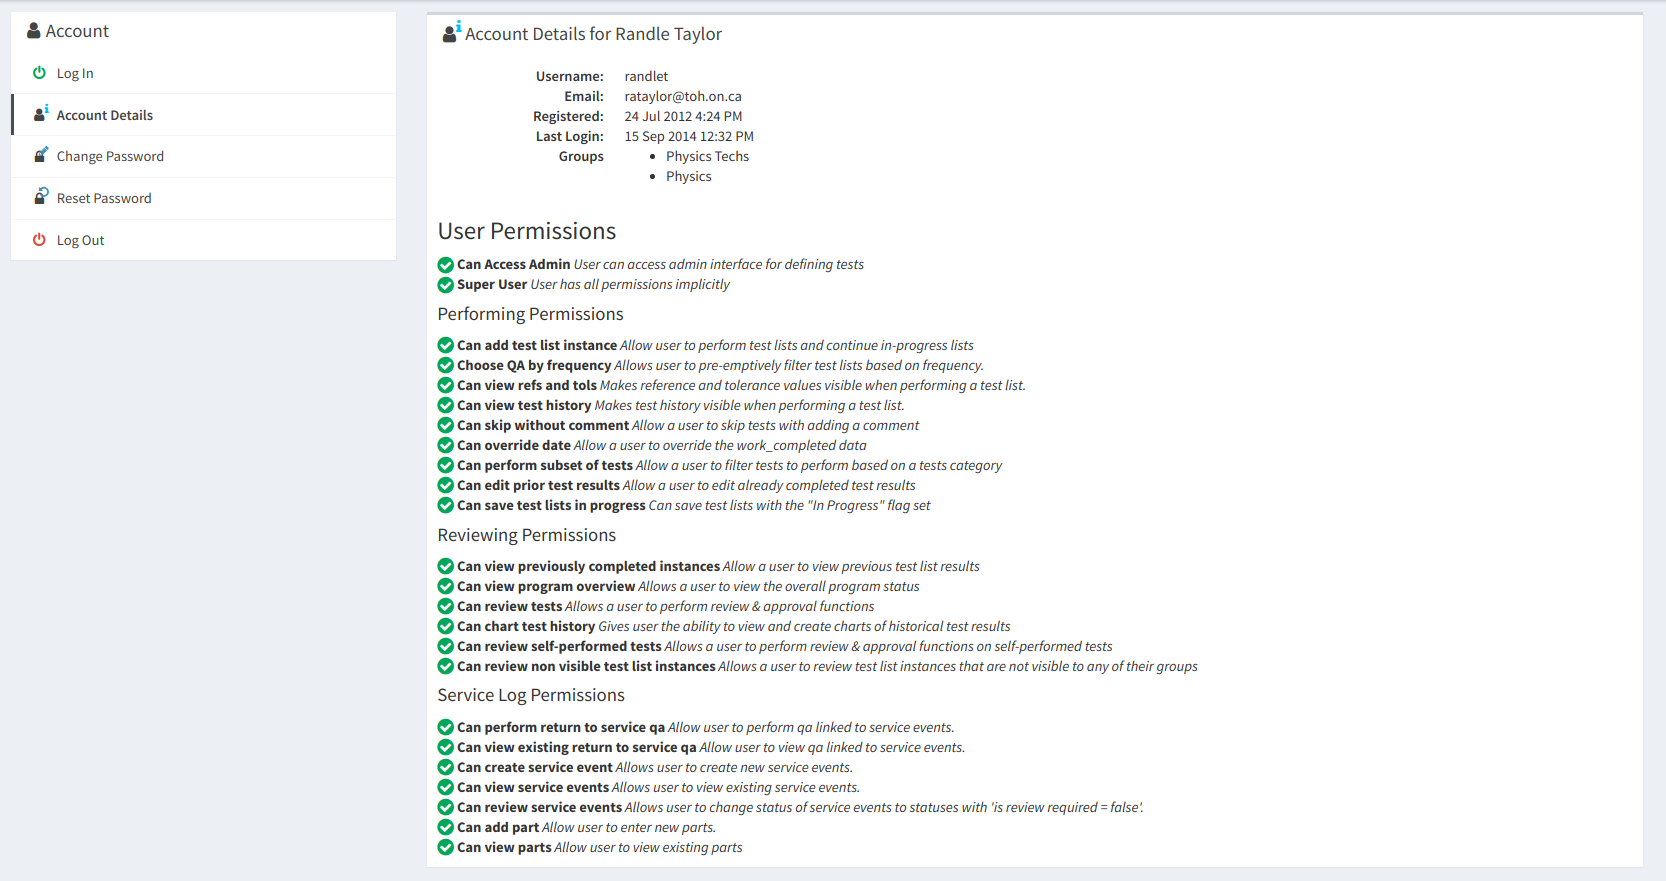 Account
Log In
Account Details
Change Password
Reset Password
Log Out
Account Details for Randle Taylor
Username: randlet
Email: rataylor@toh.on.ca
Registered: 24 Jul 2012 4:24 PM
Last Login: 15 Sep 2014 12:32 PM
Groups • Physics Techs
• Physics
User Permissions
Can Access Admin User can access admin interface for defining tests
Super User User has all permissions implicitly
Performing Permissions
Can add test list instance Allow user to perform test lists and continue in-progress lists
Choose QA by frequency Allows user to pre-emptively filter test lists based on frequency.
Can view refs and tols Makes reference and tolerance values visible when performing a test list.
Can view test history Makes test history visible when performing a test list.
Can skip without comment Allow a user to skip tests with adding a comment
Can override date Allow a user to override the work_completed data
Can perform subset of tests Allow a user to filter tests to perform based on a tests category
Can edit prior test results Allow a user to edit already completed test results
Can save test lists in progress Can save test lists with the "In Progress" flag set
Reviewing Permissions
Can view previously completed instances Allow a user to view previous test list results
Can view program overview Allows a user to view the overall program status
Can review tests Allows a user to perform review & approval functions
Can chart test history Gives user the ability to view and create charts of historical test results
Can review self-performed tests Allows a user to perform review & approval functions on self-performed tests
Can review non visible test list instances Allows a user to review test list instances that are not visible to any of their groups
Service Log Permissions
Can perform return to service qa Allow user to perform qa linked to service events.
Can view existing return to service qa Allow user to view qa linked to service events.
Can create service event Allows user to create new service events.
Can view service events Allows user to view existing service events.
Can review service events Allows user to change status of service events to statuses with 'is review required = false'.
Can add part Allow user to enter new parts.
Can view parts Allow user to view existing parts